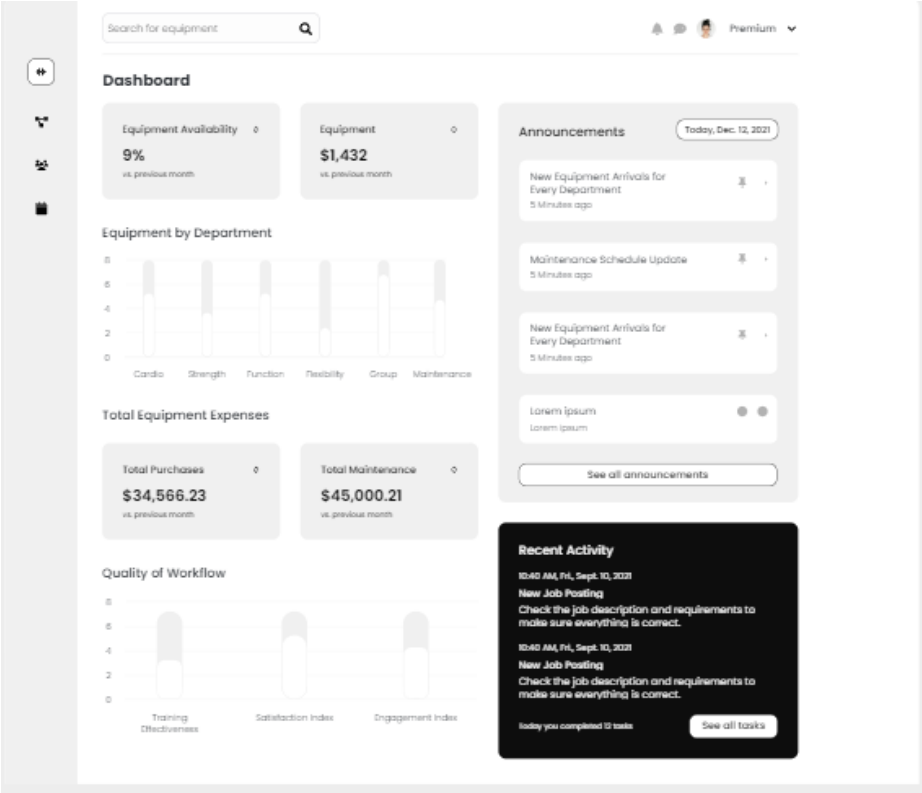 Search for equipment
Premium
Dashboard
Equipment Availability
9%
vs. previous month
Equipment
$1,432
vs. previous month
Equipment by Department
8
6
4
2
0
Cardio Strength Function Flexibility Group Maintenance
Total Equipment Expenses
Total Purchases
$34,566.23
vs. previous month
Total Maintenance
$45,000.21
vs. previous month
Quality of Workflow
8
6
4
2
0
Training
Effectiveness
Satisfaction Index
Engagement Index
Announcements
Today, Dec. 12, 2021
New Equipment Arrivals for
Every Department
5 Minutes ago
Maintenance Schedule Update
5 Minutes ago
New Equipment Arrivals for
Every Department
5 Minutes ago
Lorem ipsum
Lorem ipsum
See all announcements
Recent Activity
10:40 AM, Fri., Sept. 10, 2021
New Job Posting
Check the job description and requirements to
make sure everything is correct.
10:40 AM, Fri., Sept. 10, 2021
New Job Posting
Check the job description and requirements to
make sure everything is correct.
Today you completed 12 tasks
See all tasks